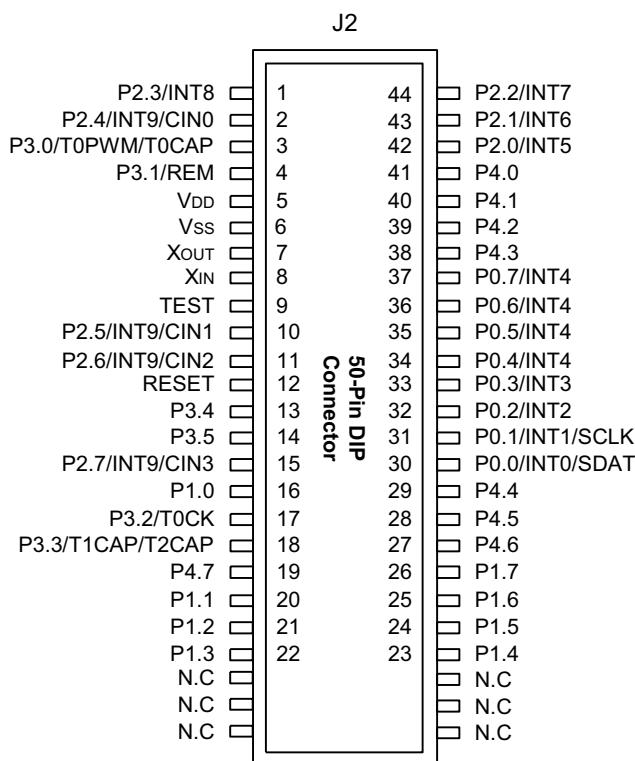 J2
P2.3/INT8 1 44 P2.2/INT7
P2.4/INT9/CIN0 2 43 P2.1/INT6
P3.0/T0PWM/T0CAP 3 42 P2.0/INT5
P3.1/REM 4 41 P4.0
VDD 5 40 P4.1
VSS 6 39 P4.2
XOUT 7 38 P4.3
XIN 8 37 P0.7/INT4
TEST 9 36 P0.6/INT4
P2.5/INT9/CIN1 10 35 P0.5/INT4
P2.6/INT9/CIN2 11 34 P0.4/INT4
RESET 12 33 P0.3/INT3
P3.4 13 32 P0.2/INT2
P3.5 14 31 P0.1/INT1/SCLK
P2.7/INT9/CIN3 15 30 P0.0/INT0/SDAT
P1.0 16 29 P4.4
P3.2/T0CK 17 28 P4.5
P3.3/T1CAP/T2CAP 18 27 P4.6
P4.7 19 26 P1.7
P1.1 20 25 P1.6
P1.2 21 24 P1.5
P1.3 22 23 P1.4
N.C N.C
N.C N.C
N.C N.C
50-Pin DIP
Connector